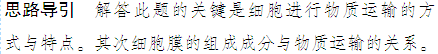 思路导引 解答此题的关键是细胞进行物质运输的方
式与特点。其次细胞膜的组成成分与物质运输的关系。